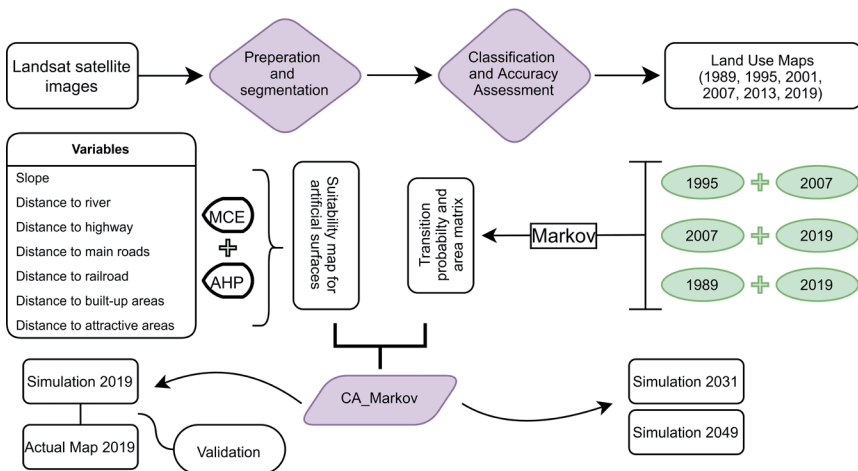 Landsat satellite
images
Preperation
and
segmentation
Classification
and Accuracy
Assessment
Land Use Maps
(1989, 1995, 2001,
2007, 2013, 2019)
Variables
Slope
Distance to river
Distance to highway
Distance to main roads
Distance to railroad
Distance to built-up areas
Distance to attractive areas
MCE
+
AHP
Suitability map for
artificial surfaces
Transition
probabilty and
area matrix
Markov
1995 + 2007
2007 + 2019
1989 + 2019
Simulation 2019
Actual Map 2019
Validation
CA_Markov
Simulation 2031
Simulation 2049